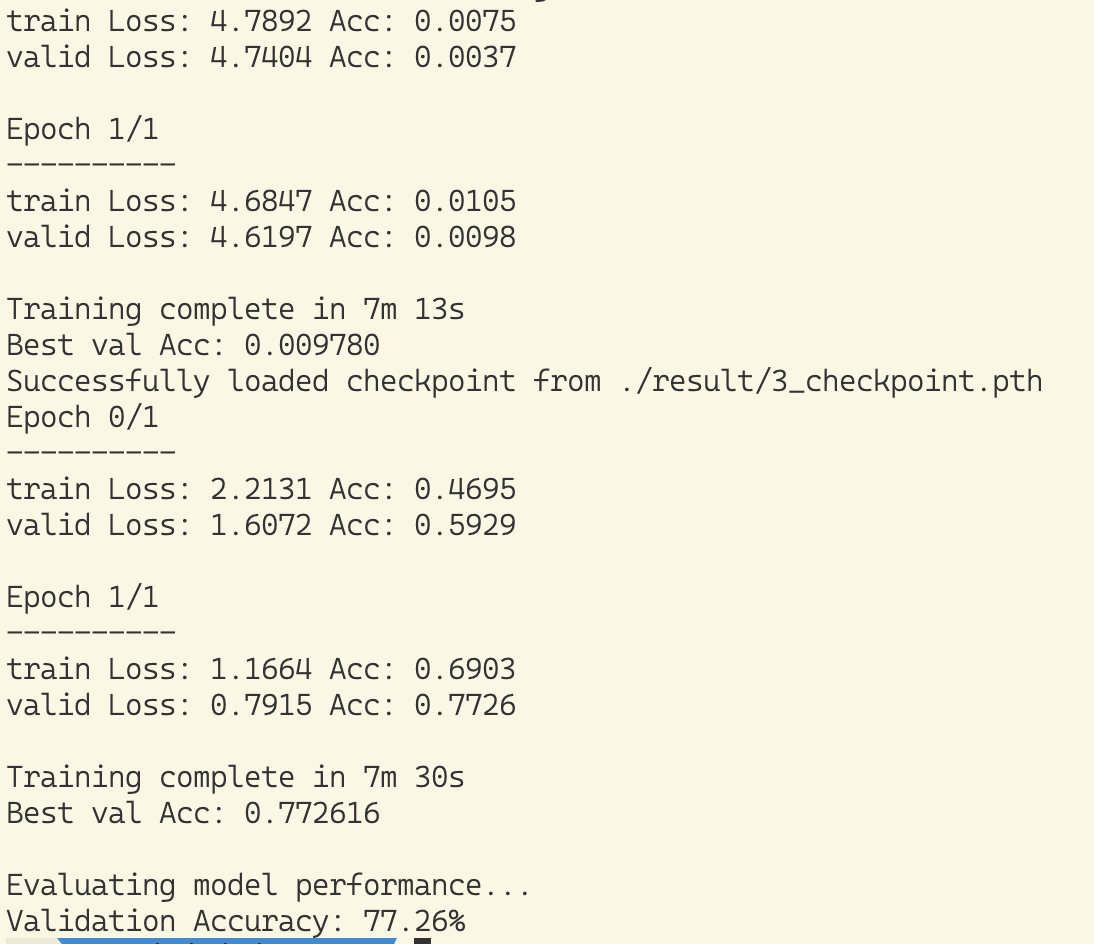 train Loss: 4.7892 Acc: 0.0075
valid Loss: 4.7404 Acc: 0.0037
Epoch 1/1
----------
train Loss: 4.6847 Acc: 0.0105
valid Loss: 4.6197 Acc: 0.0098
Training complete in 7m 13s
Best val Acc: 0.009780
Successfully loaded checkpoint from ./result/3_checkpoint.pth
Epoch 0/1
----------
train Loss: 2.2131 Acc: 0.4695
valid Loss: 1.6072 Acc: 0.5929
Epoch 1/1
----------
train Loss: 1.1664 Acc: 0.6903
valid Loss: 0.7915 Acc: 0.7726
Training complete in 7m 30s
Best val Acc: 0.772616
Evaluating model performance...
Validation Accuracy: 77.26%